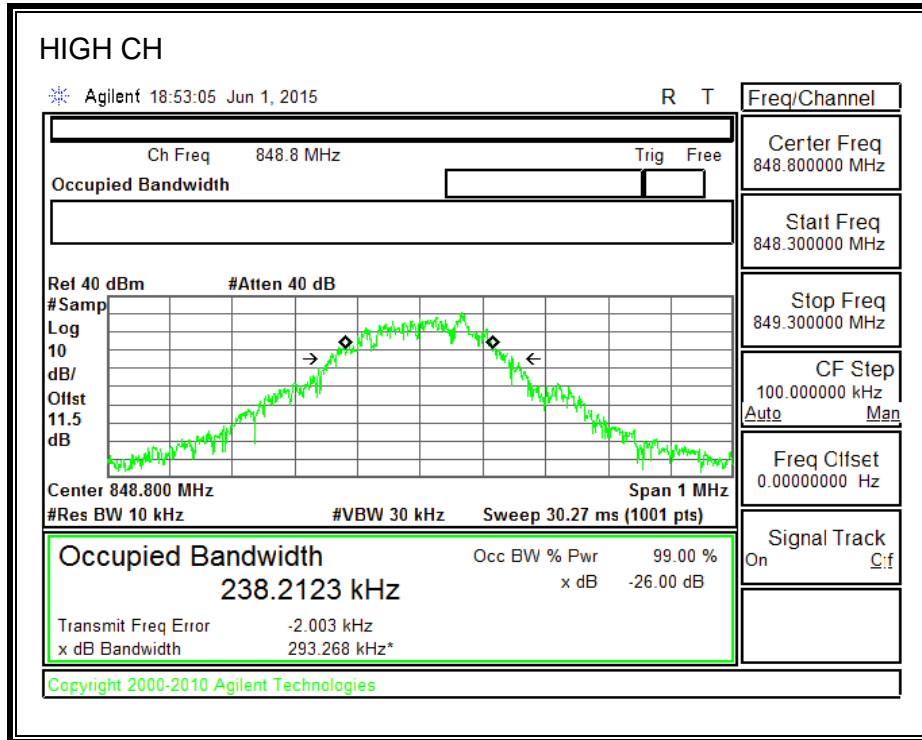 HIGH CH
Agilent 18:53:05 Jun 1, 2015 R T
Freq/Channel
Ch Freq 848.8 MHz Trig Free
Occupied Bandwidth
Center Freq
848.800000 MHz
Start Freq
848.300000 MHz
Stop Freq
849.300000 MHz
CF Step
100.000000 kHz
Auto Man
Freq Offset
0.00000000 Hz
Signal Track
On Off
Ref 40 dBm #Atten 40 dB
#Samp
Log
10
dB/
Offst
11.5
dB
Center 848.800 MHz Span 1 MHz
#Res BW 10 kHz #VBW 30 kHz Sweep 30.27 ms (1001 pts)
Occupied Bandwidth Occ BW % Pwr 99.00 %
238.2123 kHz x dB -26.00 dB
Transmit Freq Error -2.003 kHz
x dB Bandwidth 293.268 kHz*
Copyright 2000-2010 Agilent Technologies